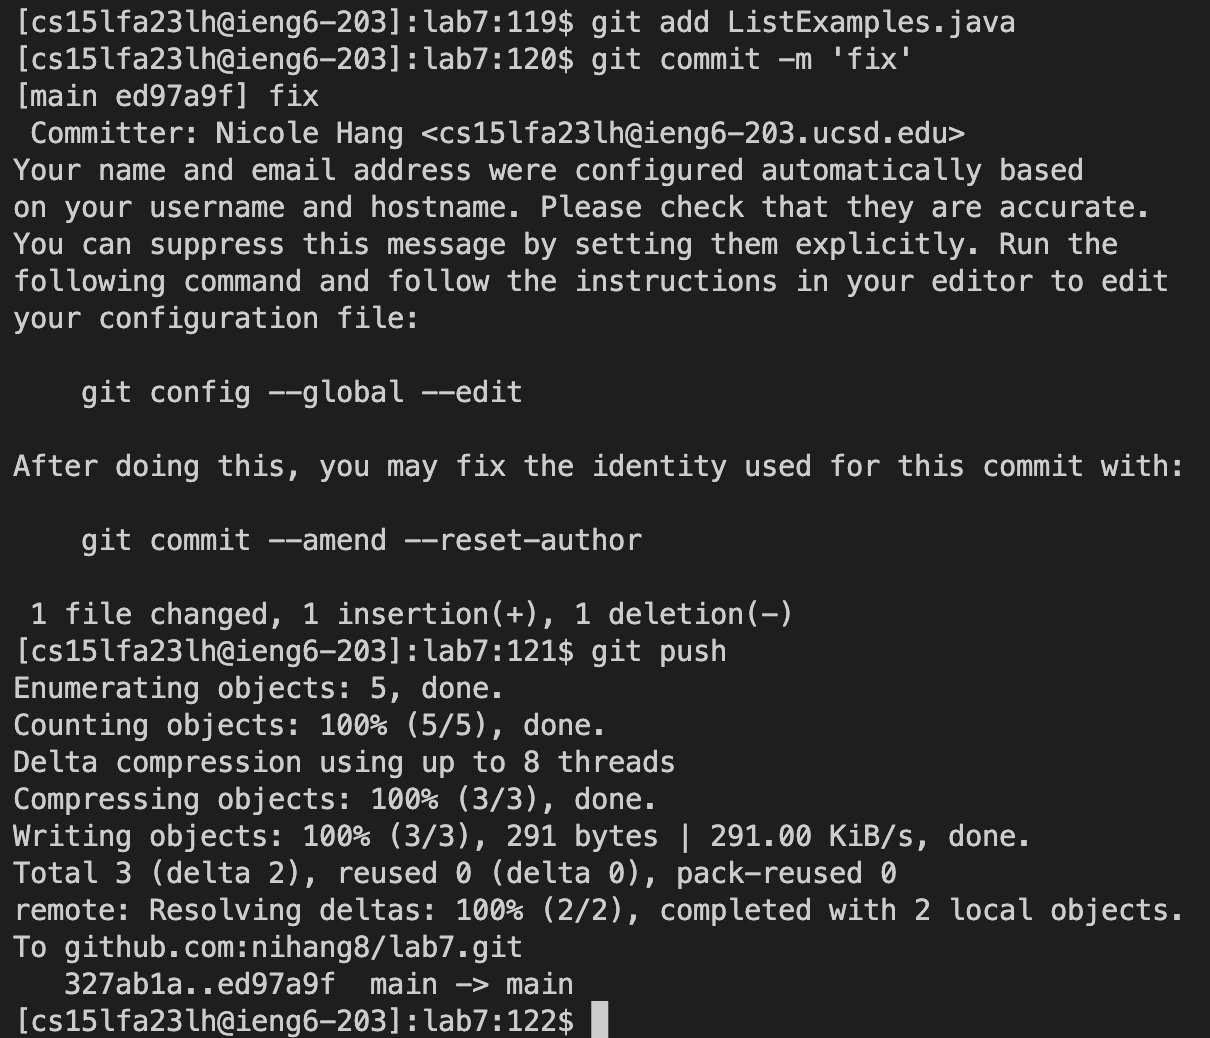 [cs15lfa23lh@ieng6-203]:lab7:119$ git add ListExamples.java
[cs15lfa23lh@ieng6-203]:lab7:120$ git commit -m 'fix'
[main ed97a9f] fix
 Committer: Nicole Hang <cs15lfa23lh@ieng6-203.ucsd.edu>
Your name and email address were configured automatically based
on your username and hostname. Please check that they are accurate.
You can suppress this message by setting them explicitly. Run the
following command and follow the instructions in your editor to edit
your configuration file:

    git config --global --edit

After doing this, you may fix the identity used for this commit with:

    git commit --amend --reset-author

 1 file changed, 1 insertion(+), 1 deletion(-)
[cs15lfa23lh@ieng6-203]:lab7:121$ git push
Enumerating objects: 5, done.
Counting objects: 100% (5/5), done.
Delta compression using up to 8 threads
Compressing objects: 100% (3/3), done.
Writing objects: 100% (3/3), 291 bytes | 291.00 KiB/s, done.
Total 3 (delta 2), reused 0 (delta 0), pack-reused 0
remote: Resolving deltas: 100% (2/2), completed with 2 local objects.
To github.com:nihang8/lab7.git
   327ab1a..ed97a9f  main -> main
[cs15lfa23lh@ieng6-203]:lab7:122$